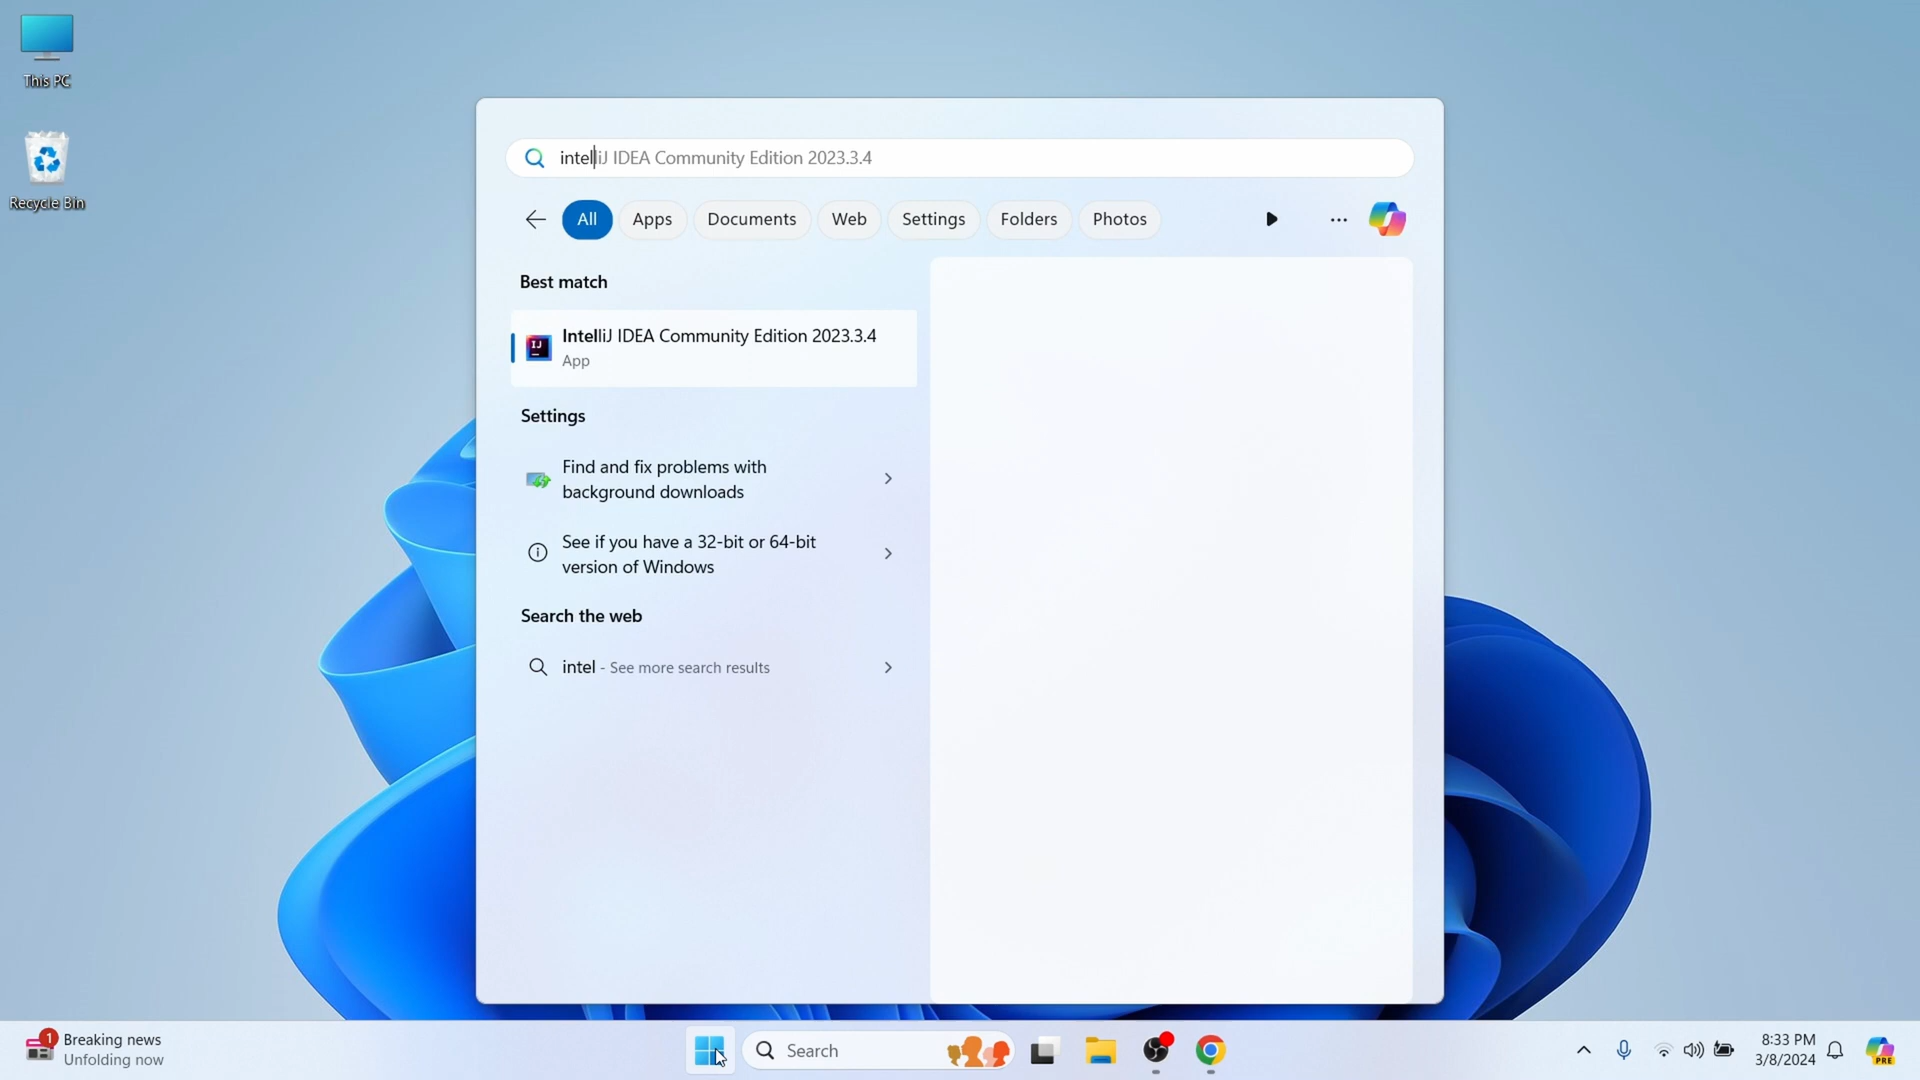 This PC
Recycle Bin
intelliJ IDEA Community Edition 2023.3.4
All
Apps
Documents
Web
Settings
Folders
Photos
Best match
IntelliJ IDEA Community Edition 2023.3.4
App
Settings
Find and fix problems with
background downloads
See if you have a 32-bit or 64-bit
version of Windows
Search the web
intel - See more search results
1
Breaking news
Unfolding now
Search
8:33 PM
3/8/2024
PRE
IJ